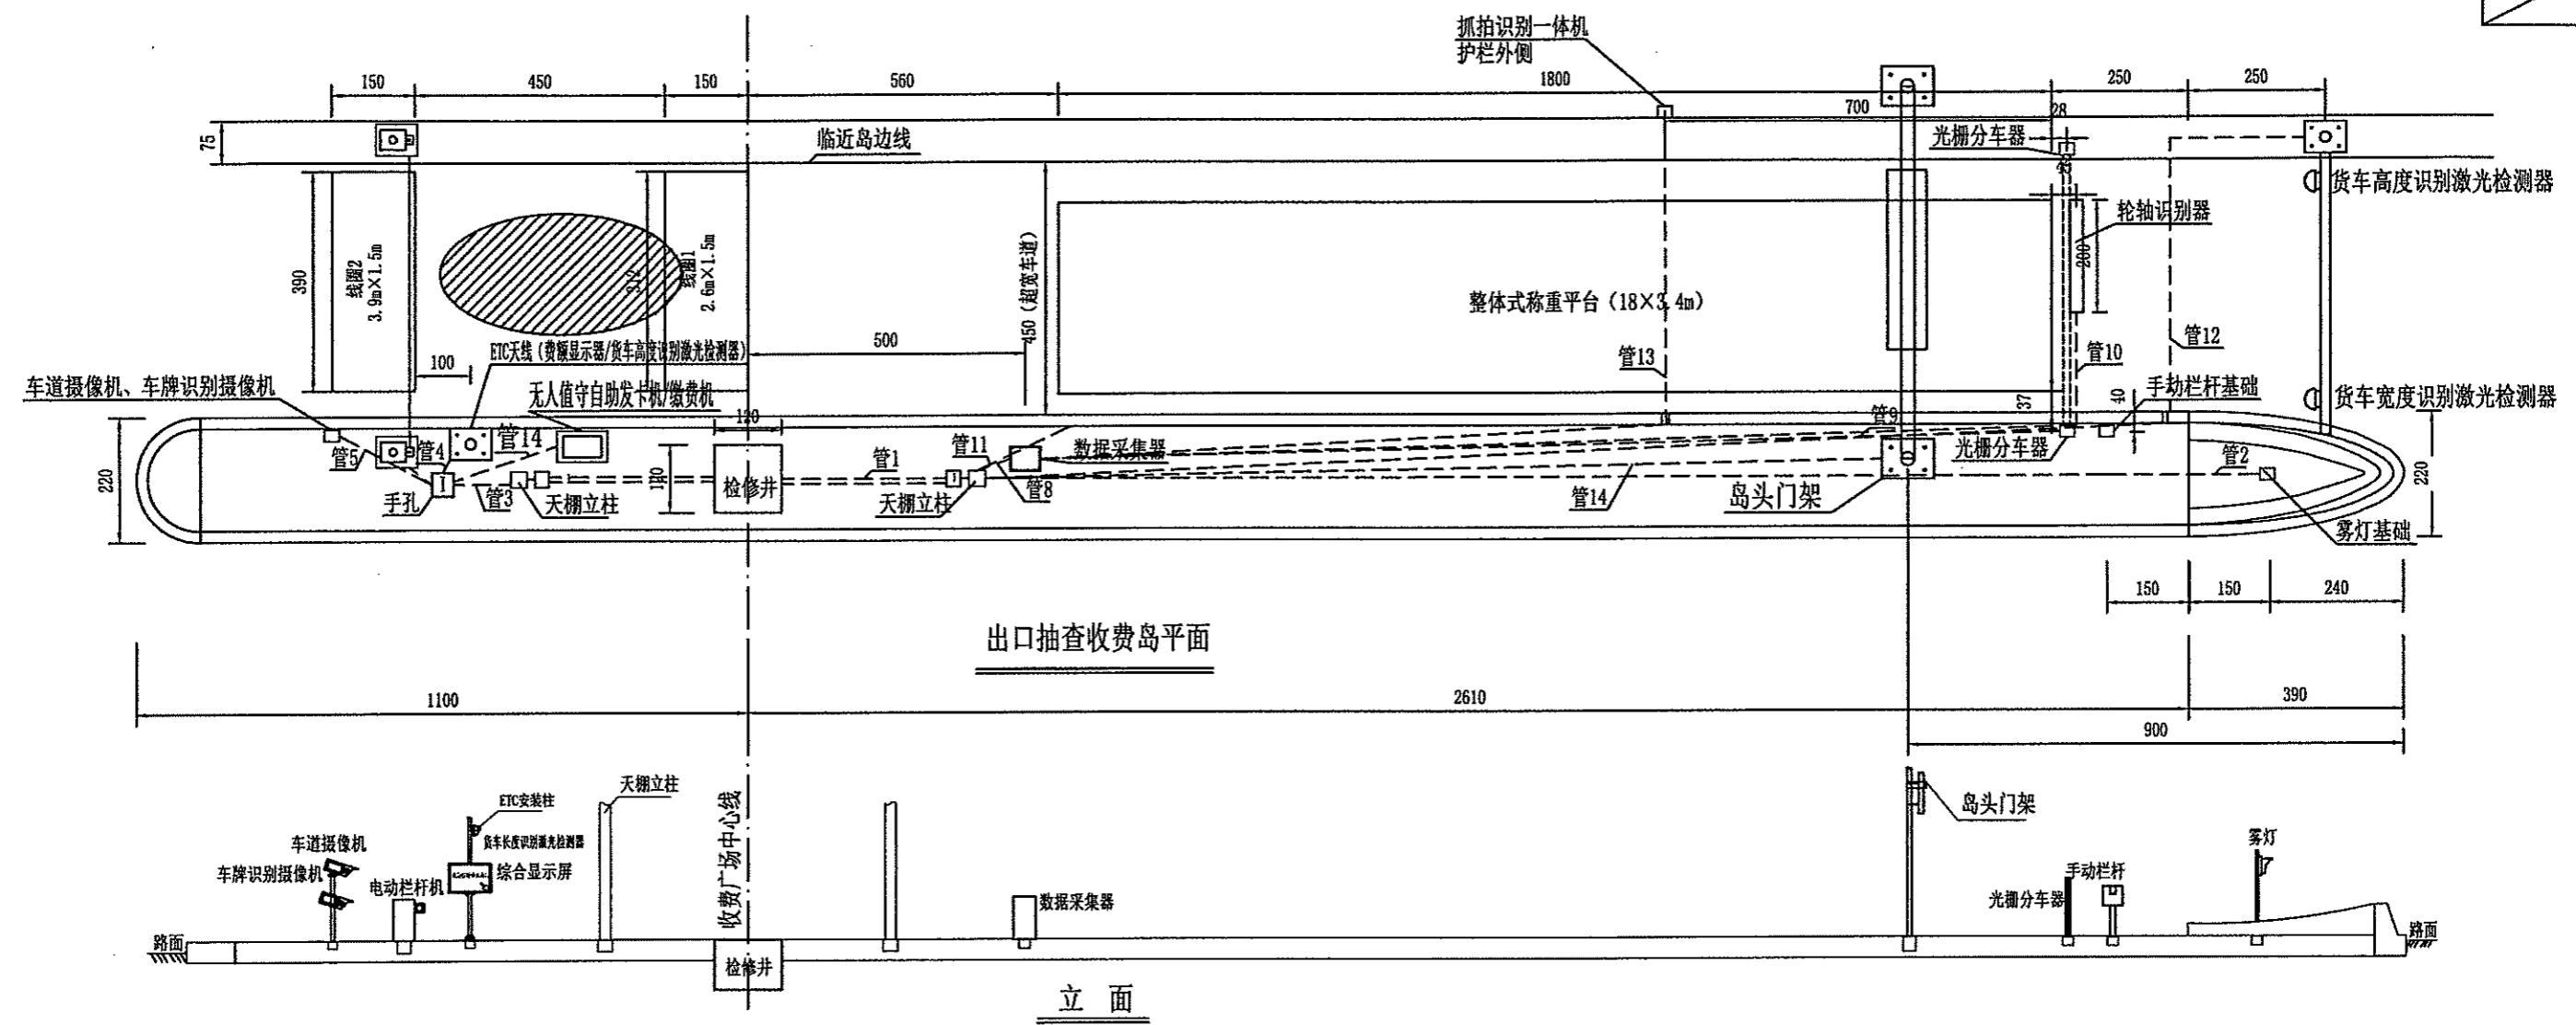 抓拍识别一体机
护栏外侧
150
450
150
560
1800
250
250
700
28
75
临近岛边线
光栅分车器
货车高度识别激光检测器
轮轴识别器
390
线圈2
3.9m×1.5m
线圈1
2.6m×1.5m
450（超宽车道）
200
整体式称重平台（18×3.4m）
500
ETC天线（费额显示器/货车高度识别激光检测器）
100
管13
管10
管12
车道摄像机、车牌识别摄像机
无人值守自助发卡机/缴费机
手动栏杆基础
货车宽度识别激光检测器
120
37
40
管9
220
管5
管4
管14
管11
数据采集器
光栅分车器
管1
管2
220
手孔
管3
天棚立柱
检修井
天棚立柱
管8
管14
岛头门架
雾灯基础
150
150
240
出口抽查收费岛平面
1100
2610
390
900
天棚立柱
ETC安装柱
收费广场中心线
岛头门架
车道摄像机
货车长度识别激光检测器
雾灯
车牌识别摄像机
电动栏杆机
综合显示屏
手动栏杆
数据采集器
光栅分车器
路面
路面
检修井
立 面